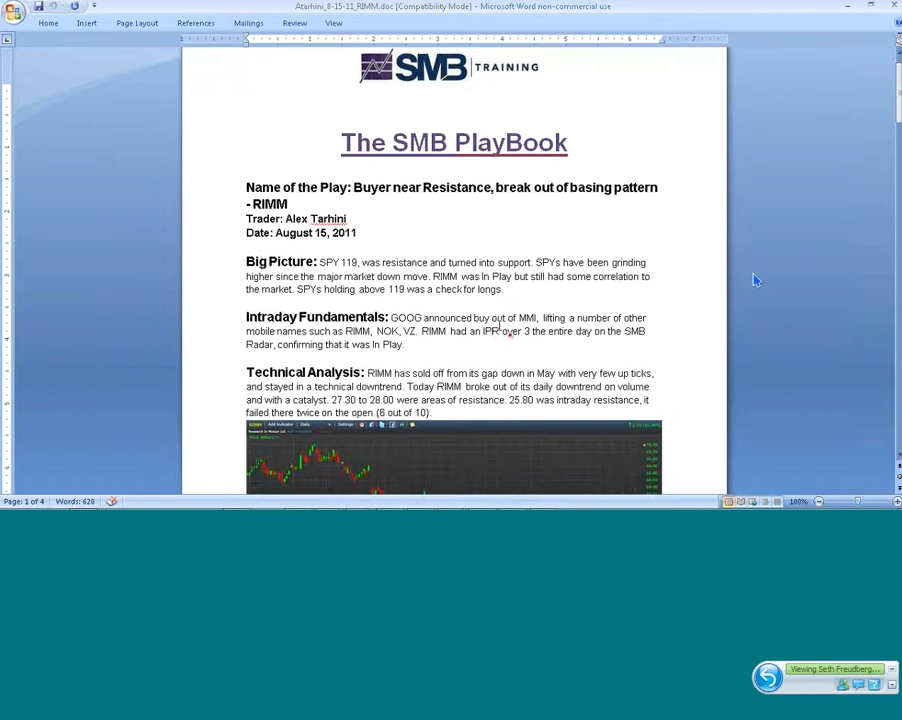 Atarhini_8-15-11_RIMM.doc [Compatibility Mode] - Microsoft Word non-commercial use
Home Insert Page Layout References Mailings Review View
SMB TRAINING
The SMB PlayBook
Name of the Play: Buyer near Resistance, break out of basing pattern
- RIMM
Trader: Alex Tarhini
Date: August 15, 2011
Big Picture: SPY 119, was resistance and turned into support. SPYs have been grinding
higher since the major market down move. RIMM was In Play but still had some correlation to
the market. SPYs holding above 119 was a check for longs.
Intraday Fundamentals: GOOG announced buy out of MMI, lifting a number of other
mobile names such as RIMM, NOK, VZ. RIMM had an IPR over 3 the entire day on the SMB
Radar, confirming that it was In Play.
Technical Analysis: RIMM has sold off from its gap down in May with very few up ticks,
and stayed in a technical downtrend. Today RIMM broke out of its daily downtrend on volume
and with a catalyst. 27.30 to 28.00 were areas of resistance. 25.80 was intraday resistance, it
failed there twice on the open (6 out of 10).
Add Indicator Daily Settings
Page: 1 of 4 Words: 620 100%
Viewing Seth Freudberg...